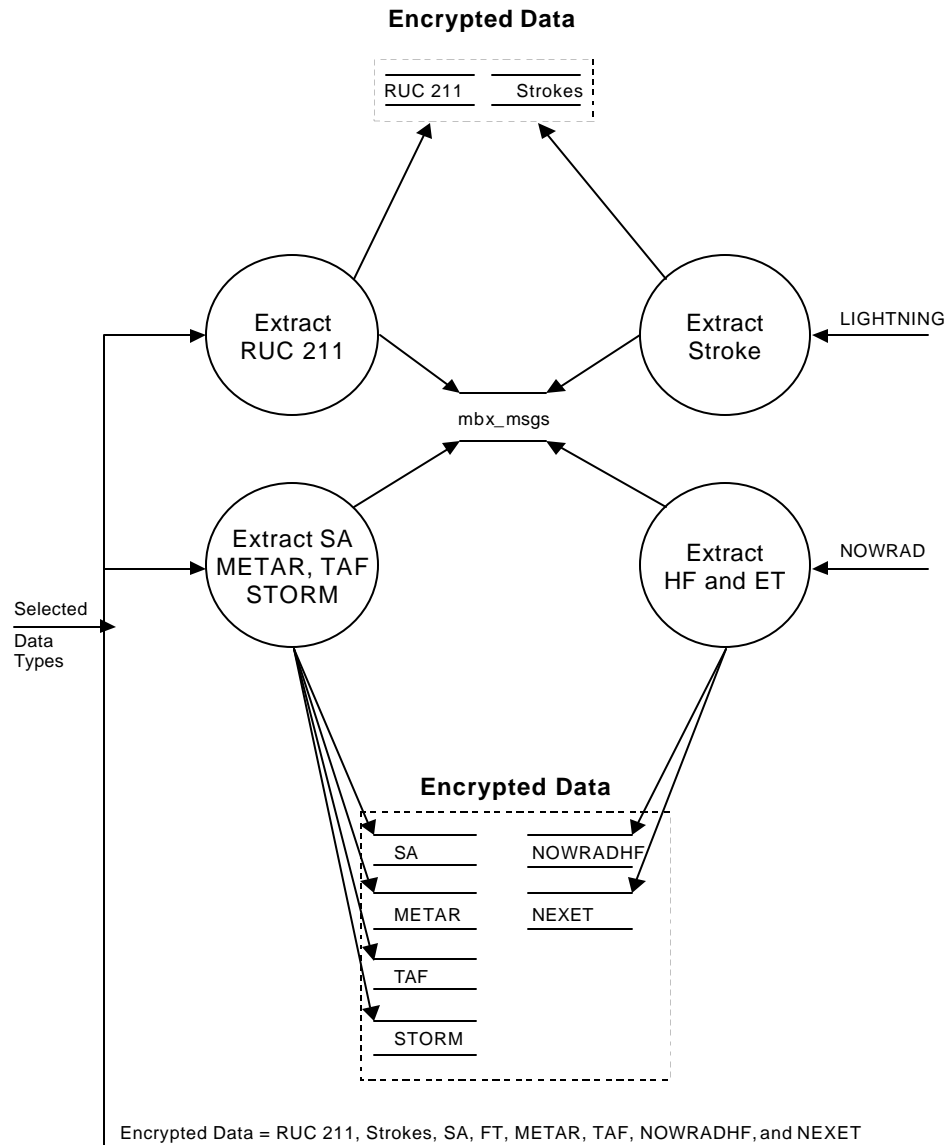 Encrypted Data
RUC 211 Strokes
Extract
RUC 211
Extract
Stroke
LIGHTNING
mbx_msgs
Extract SA
METAR, TAF
STORM
Extract
HF and ET
NOWRAD
Selected
Data
Types
Encrypted Data
SA
NOWRADHF
METAR
NEXET
TAF
STORM
Encrypted Data = RUC 211, Strokes, SA, FT, METAR, TAF, NOWRADHF, and NEXET